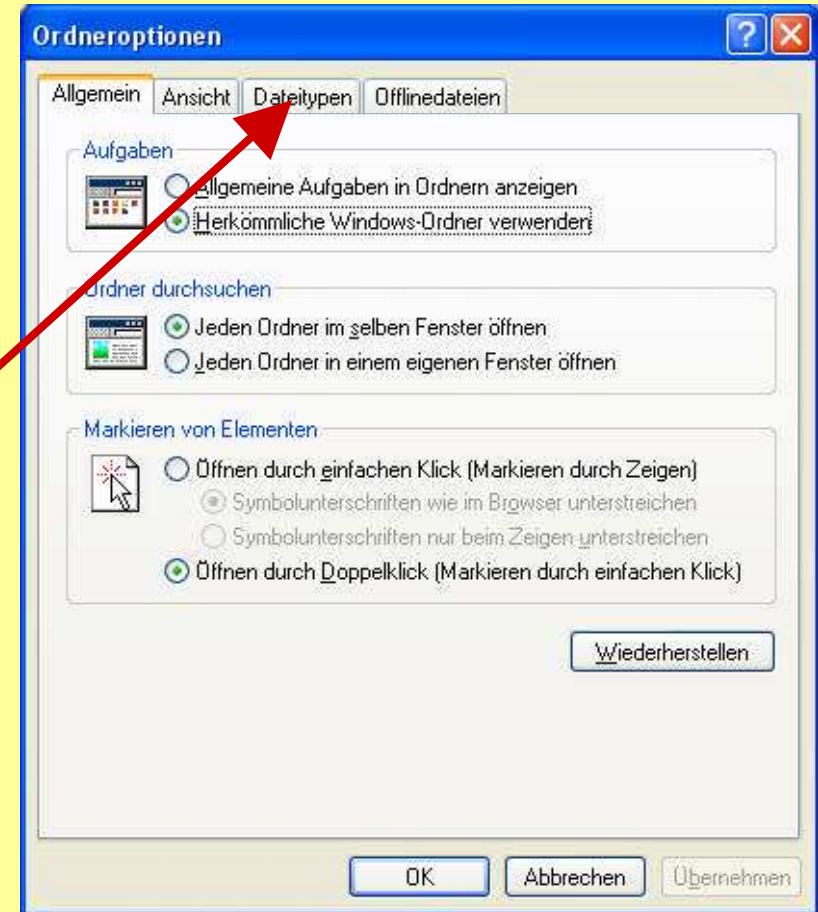 Ordneroptionen
Allgemein Ansicht Dateitypen Offlinedateien
Aufgaben
Allgemeine Aufgaben in Ordnern anzeigen
Herkömmliche Windows-Ordner verwenden
Ordner durchsuchen
Jeden Ordner im selben Fenster öffnen
Jeden Ordner in einem eigenen Fenster öffnen
Markieren von Elementen
Öffnen durch einfachen Klick (Markieren durch Zeigen)
Symbolunterschriften wie im Browser unterstreichen
Symbolunterschriften nur beim Zeigen unterstreichen
Öffnen durch Doppelklick (Markieren durch einfachen Klick)
Wiederherstellen
OK Abbrechen Übernehmen